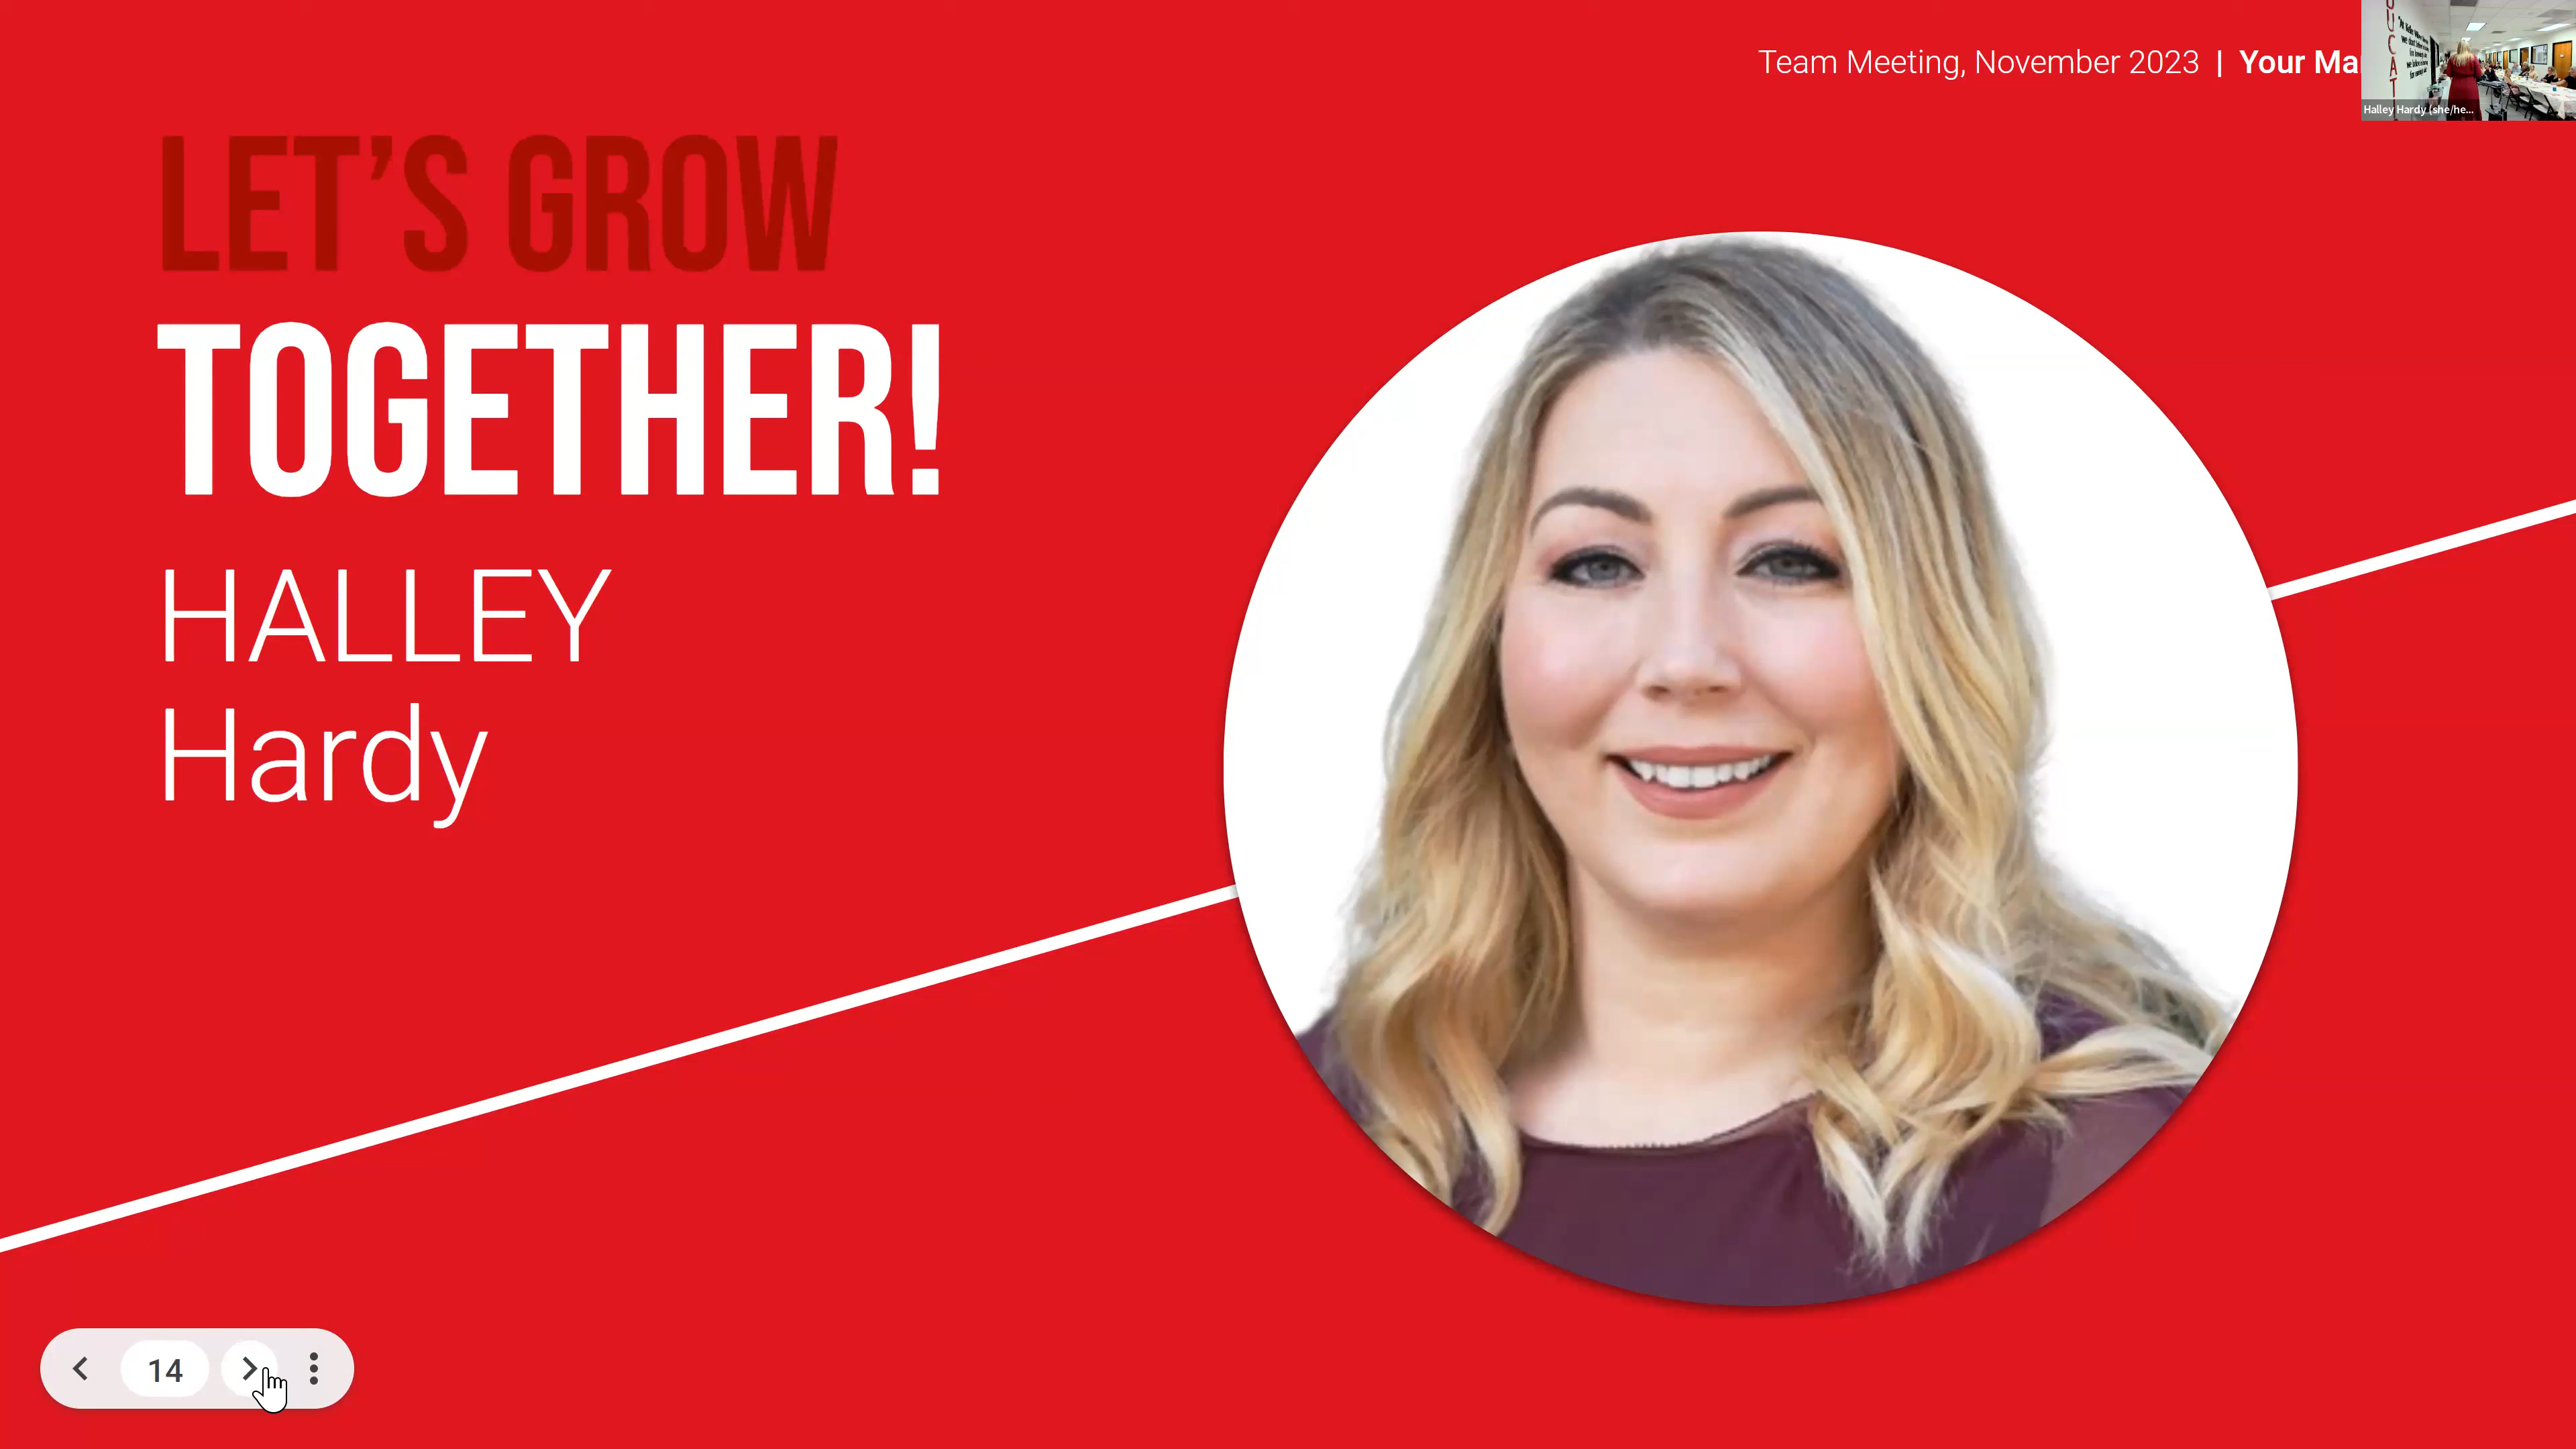 Team Meeting, November 2023 | Your Ma
Halley Hardy (she/he...
LET'S GROW
TOGETHER!
HALLEY
Hardy
14